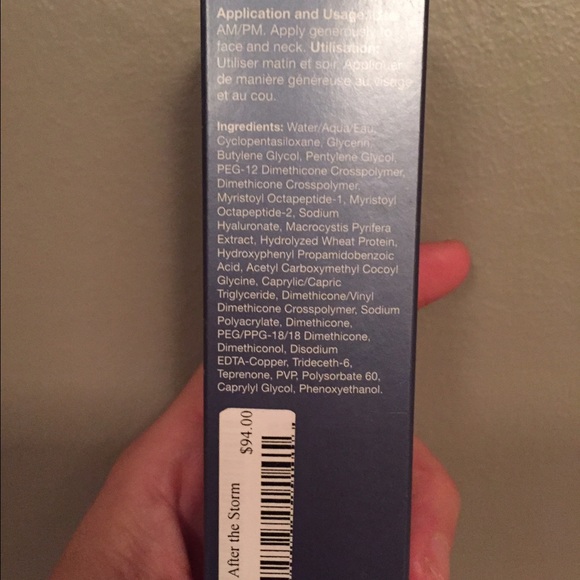 Application and Usage: Use
AM/PM. Apply generously to
face and neck. Utilisation:
Utiliser matin et soir. Appliquer
de manière généreuse au visage
et au cou.
Ingredients: Water/Aqua Eau,
Cyclopentasiloxane, Glycerin,
Butylene Glycol, Pentylene Glycol,
PEG-12 Dimethicone Crosspolymer,
Dimethicone Crosspolymer,
Myristoyl Octapeptide-1, Myristoyl
Octapeptide-2, Sodium
Hyaluronate, Macrocystis Pyrifera
Extract, Hydrolyzed Wheat Protein,
Hydroxyphenyl Propamidobenzoic
Acid, Acetyl Carboxymethyl Cocoyl
Glycine, Caprylic/Capric
Triglyceride, Dimethicone/Vinyl
Dimethicone Crosspolymer, Sodium
Polyacrylate, Dimethicone,
PEG/PPG-18/18 Dimethicone,
Dimethiconol, Disodium
EDTA-Copper, Trideceth-6,
Teprenone, PVP, Polysorbate 60,
Caprylyl Glycol, Phenoxyethanol.
After the Storm
$94.00